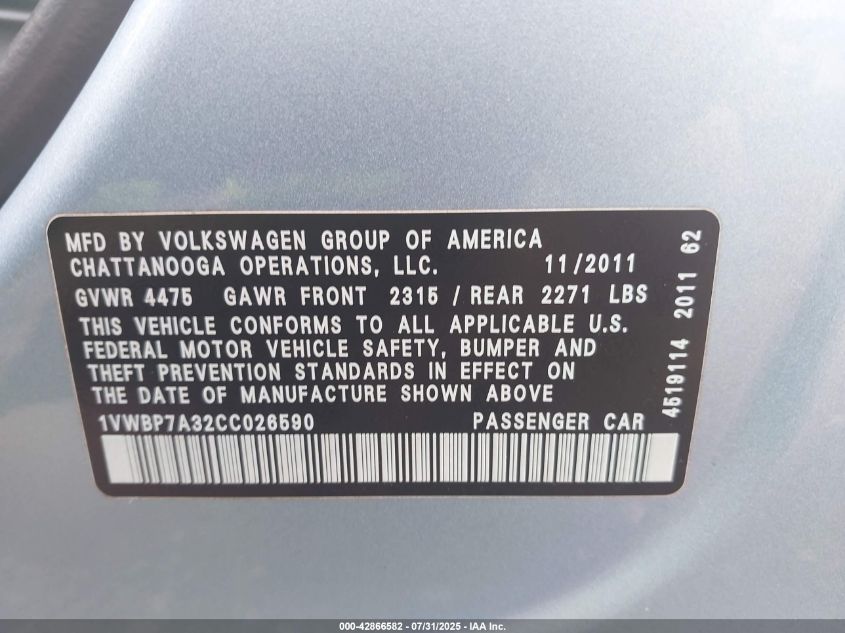 MFD BY VOLKSWAGEN GROUP OF AMERICA
CHATTANOOGA OPERATIONS, LLC. 11/2011
GVWR 4475 GAWR FRONT 2315 / REAR 2271 LBS
THIS VEHICLE CONFORMS TO ALL APPLICABLE U.S.
FEDERAL MOTOR VEHICLE SAFETY, BUMPER AND
THEFT PREVENTION STANDARDS IN EFFECT ON
THE DATE OF MANUFACTURE SHOWN ABOVE
1VWBP7A32CC026590 PASSENGER CAR
4519114 2011 62
000-42866582 - 07/31/2025 - IAA Inc.